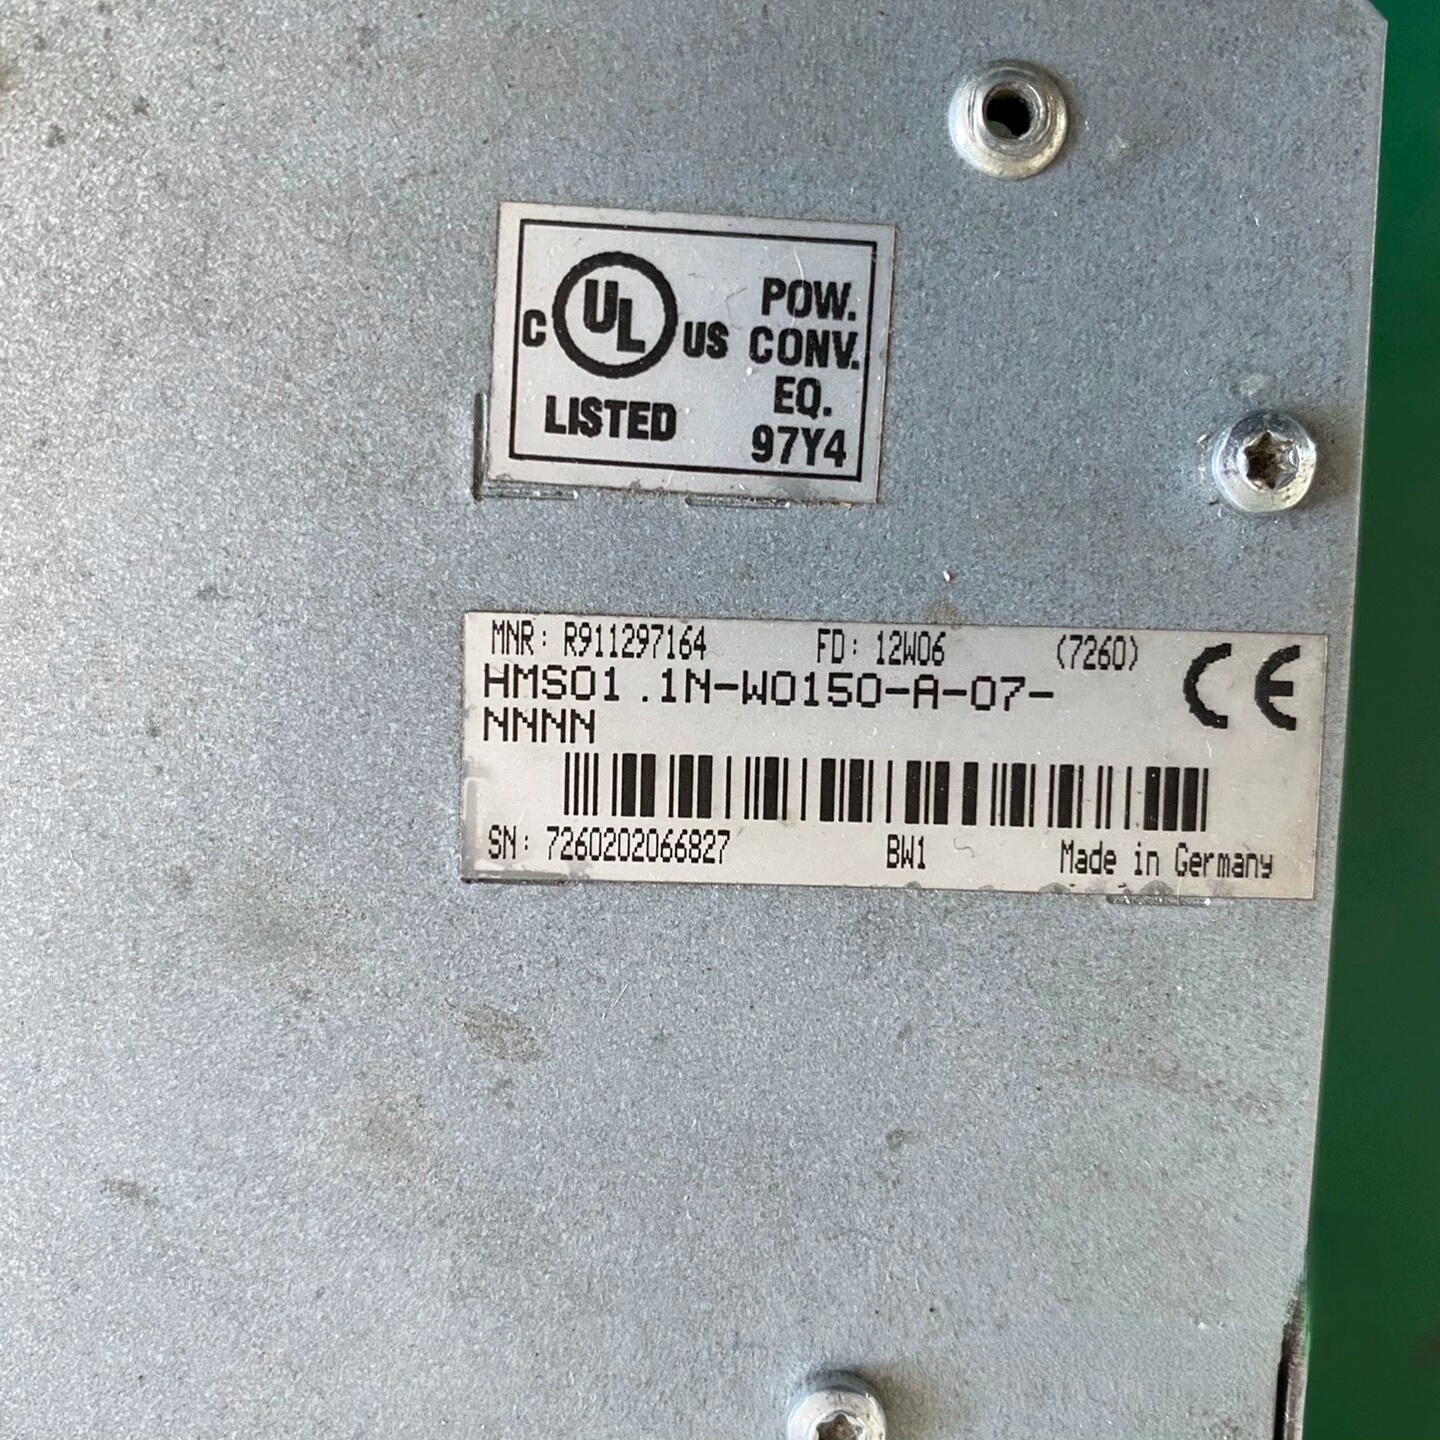 C UL US
LISTED
POW.
CONV.
EQ.
97Y4
MNR: R911297164 FD: 12W06 (7260)
HMS01.1N-W0150-A-07-
NNNN
CE
SN: 7260202066827 BW1 Made in Germany